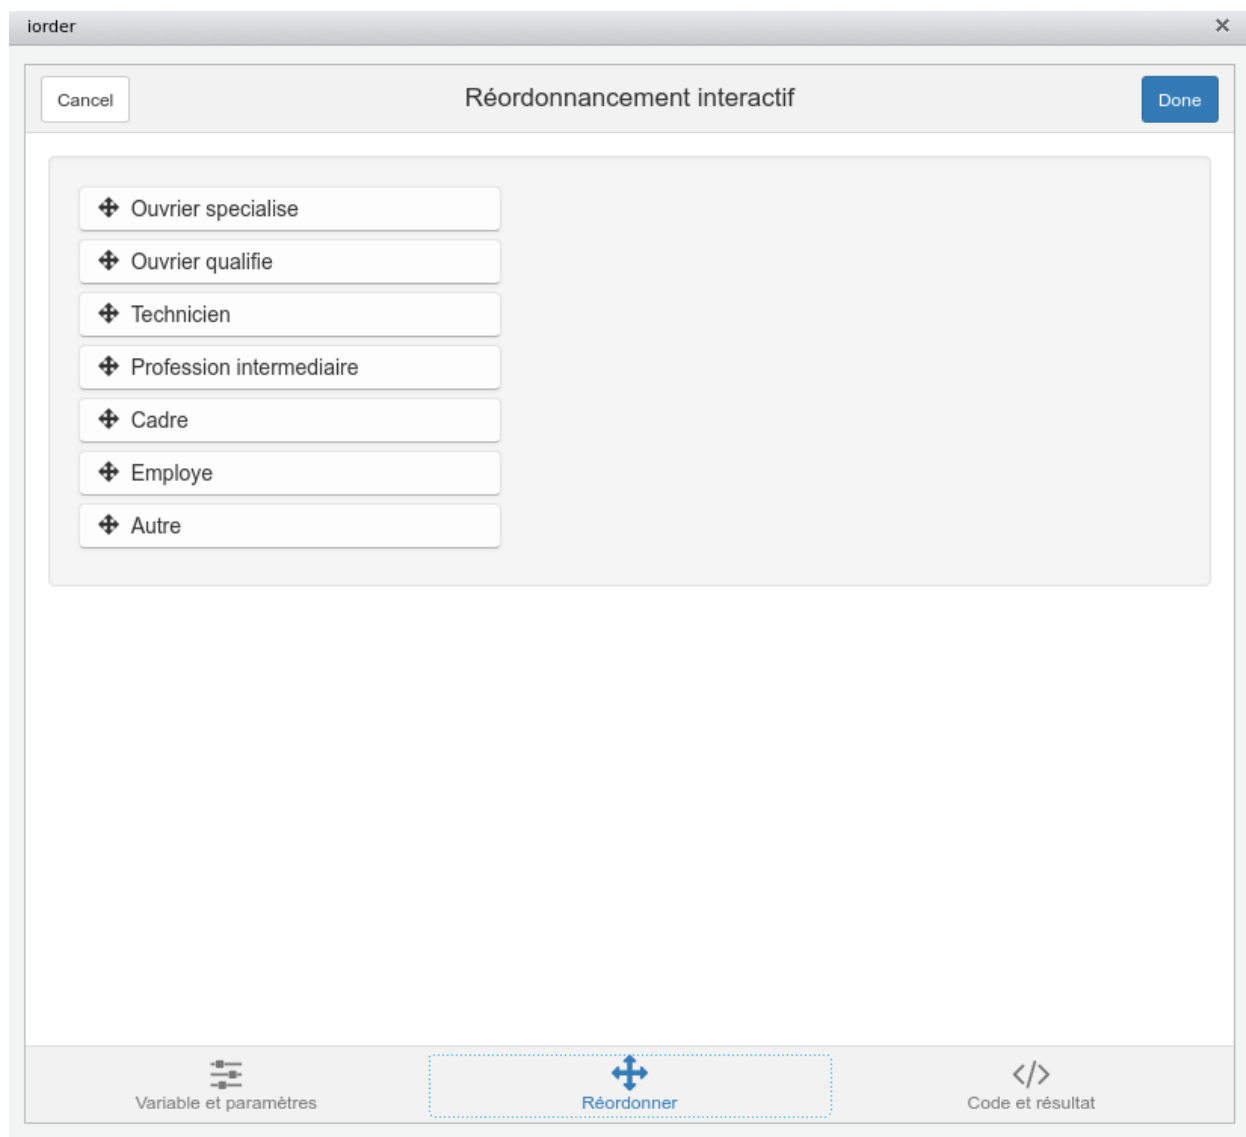 iorder
Cancel
Réordonnancement interactif
Done
Ouvrier specialise
Ouvrier qualifie
Technicien
Profession intermediaire
Cadre
Employe
Autre
Variable et paramètres
Réordonner
Code et résultat